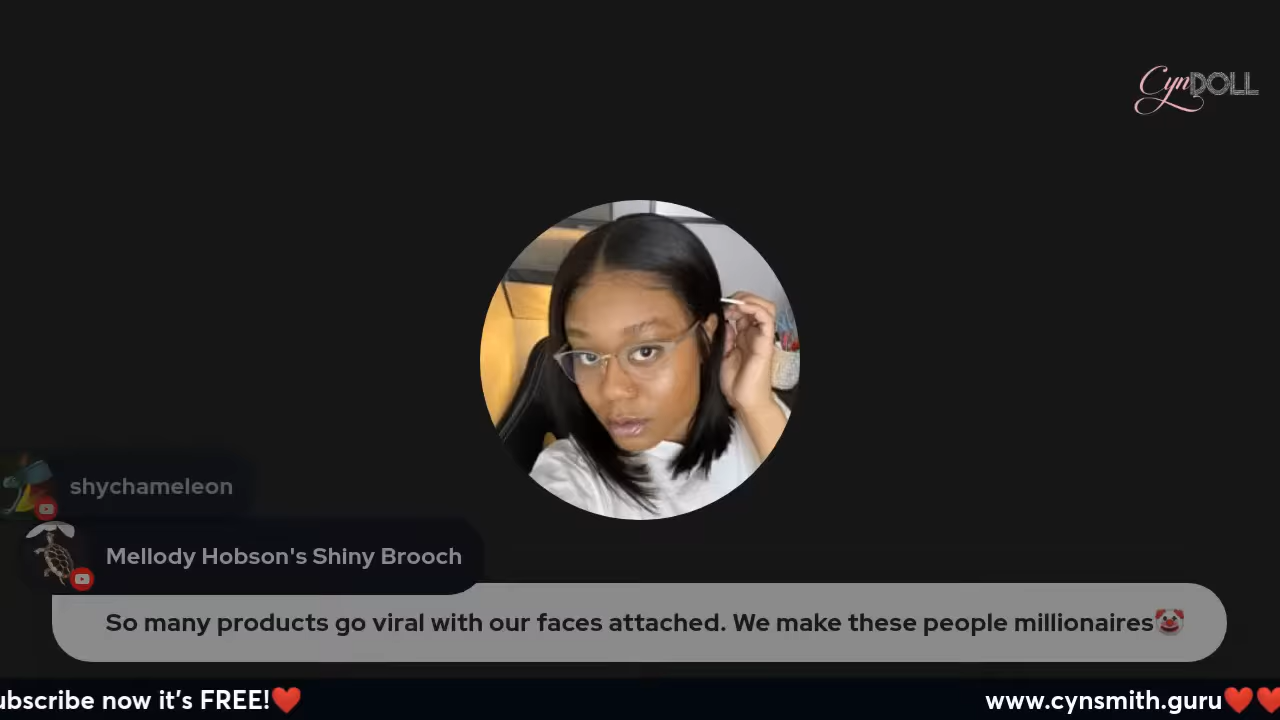 CynDOLL
shychameleon
Mellody Hobson's Shiny Brooch
So many products go viral with our faces attached. We make these people millionaires🤡
ubscribe now it's FREE!❤️
www.cynsmith.guru❤️❤️